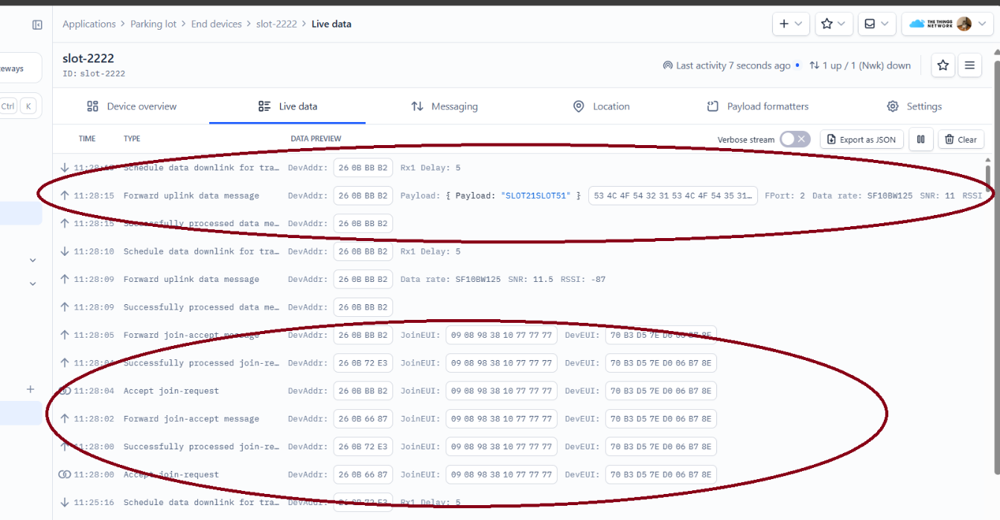 Applications > Parking lot > End devices > slot-2222 > Live data
THE THINGS NETWORK
eways
Ctrl K
slot-2222
ID: slot-2222
Last activity 7 seconds ago • 1 up / 1 (Nwk) down
Device overview Live data Messaging Location Payload formatters Settings
TIME TYPE DATA PREVIEW Verbose stream Export as JSON Clear
Schedule data downlink for tra… DevAddr: 26 0B BB B2 Rx1 Delay: 5
11:28:15 Forward uplink data message DevAddr: 26 0B BB B2 Payload: { Payload: "SLOT21SLOT51" } 53 4C 4F 54 32 31 53 4C 4F 54 35 31… FPort: 2 Data rate: SF10BW125 SNR: 11 RSSI
11:28:15 Successfully processed data me… DevAddr: 26 0B BB B2
11:28:10 Schedule data downlink for tra… DevAddr: 26 0B BB B2 Rx1 Delay: 5
11:28:09 Forward uplink data message DevAddr: 26 0B BB B2 Data rate: SF10BW125 SNR: 11.5 RSSI: -87
11:28:09 Successfully processed data me… DevAddr: 26 0B BB B2
11:28:05 Forward join-accept message DevAddr: 26 0B BB B2 JoinEUI: 09 08 98 38 10 77 77 77 DevEUI: 70 B3 D5 7E D0 06 B7 8E
11:28:04 Successfully processed join-re… DevAddr: 26 0B 72 E3 JoinEUI: 09 08 98 38 10 77 77 77 DevEUI: 70 B3 D5 7E D0 06 B7 8E
11:28:04 Accept join-request DevAddr: 26 0B BB B2 JoinEUI: 09 08 98 38 10 77 77 77 DevEUI: 70 B3 D5 7E D0 06 B7 8E
11:28:02 Forward join-accept message DevAddr: 26 0B 66 87 JoinEUI: 09 08 98 38 10 77 77 77 DevEUI: 70 B3 D5 7E D0 06 B7 8E
11:28:00 Successfully processed join-re… DevAddr: 26 0B 72 E3 JoinEUI: 09 08 98 38 10 77 77 77 DevEUI: 70 B3 D5 7E D0 06 B7 8E
11:28:00 Accept join-request DevAddr: 26 0B 66 87 JoinEUI: 09 08 98 38 10 77 77 77 DevEUI: 70 B3 D5 7E D0 06 B7 8E
11:25:16 Schedule data downlink for tra… DevAddr: 26 0B 72 E3 Rx1 Delay: 5